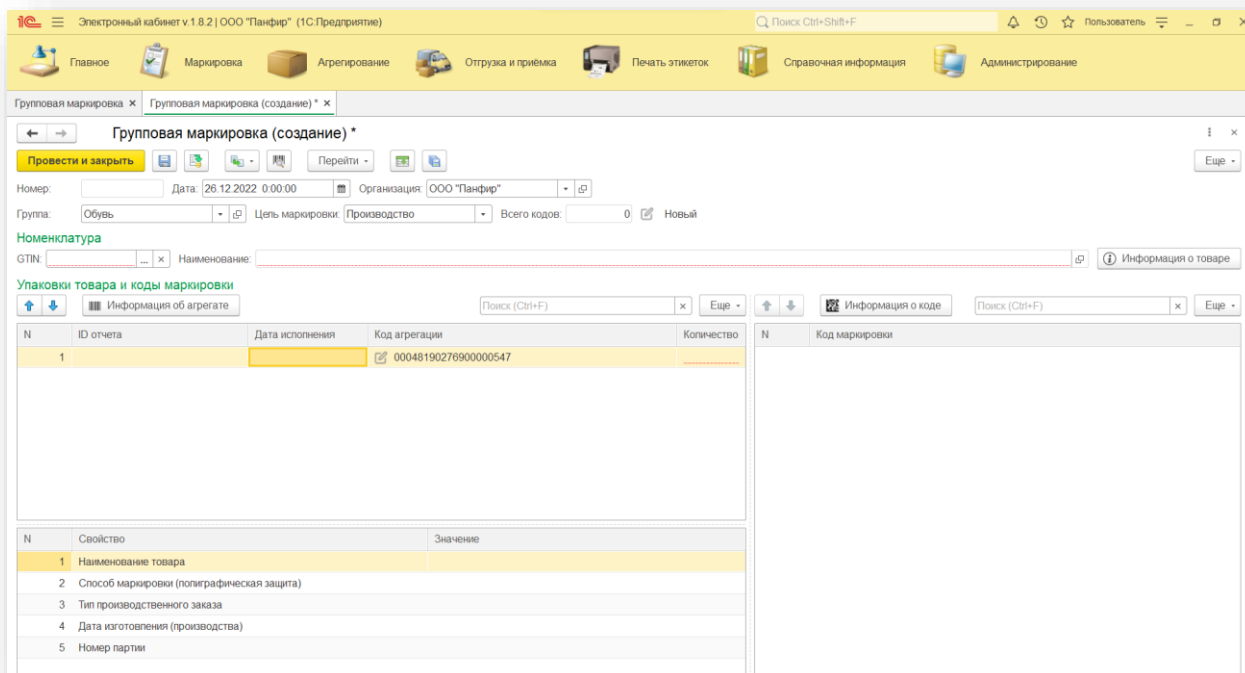 1С Электронный кабинет v.1.8.2 | ООО "Панфир" (1С:Предприятие) Поиск Ctrl+Shift+F Пользователь
Главное Маркировка Агрегирование Отгрузка и приёмка Печать этикеток Справочная информация Администрирование
Групповая маркировка × Групповая маркировка (создание) * ×
Групповая маркировка (создание) *
Провести и закрыть Перейти Еще
Номер: Дата: 26.12.2022 0:00:00 Организация: ООО "Панфир"
Группа: Обувь Цель маркировки: Производство Всего кодов: 0 Новый
Номенклатура
GTIN: ... × Наименование: Информация о товаре
Упаковки товара и коды маркировки
Информация об агрегате Поиск (Ctrl+F) × Еще Информация о коде Поиск (Ctrl+F) × Еще
N ID отчета Дата исполнения Код агрегации Количество N Код маркировки
1 00048190276900000547
N Свойство Значение
1 Наименование товара
2 Способ маркировки (полиграфическая защита)
3 Тип производственного заказа
4 Дата изготовления (производства)
5 Номер партии